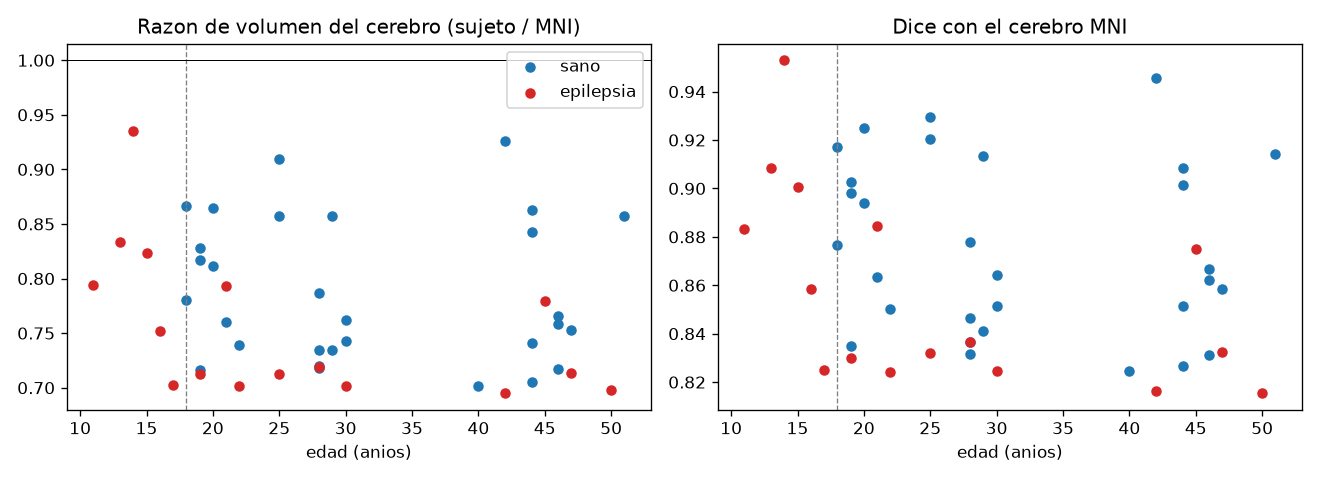 Razon de volumen del cerebro (sujeto / MNI)
1.00
0.95
0.90
0.85
0.80
0.75
0.70
sano
epilepsia
10 15 20 25 30 35 40 45 50
edad (anios)
Dice con el cerebro MNI
0.94
0.92
0.90
0.88
0.86
0.84
0.82
10 15 20 25 30 35 40 45 50
edad (anios)